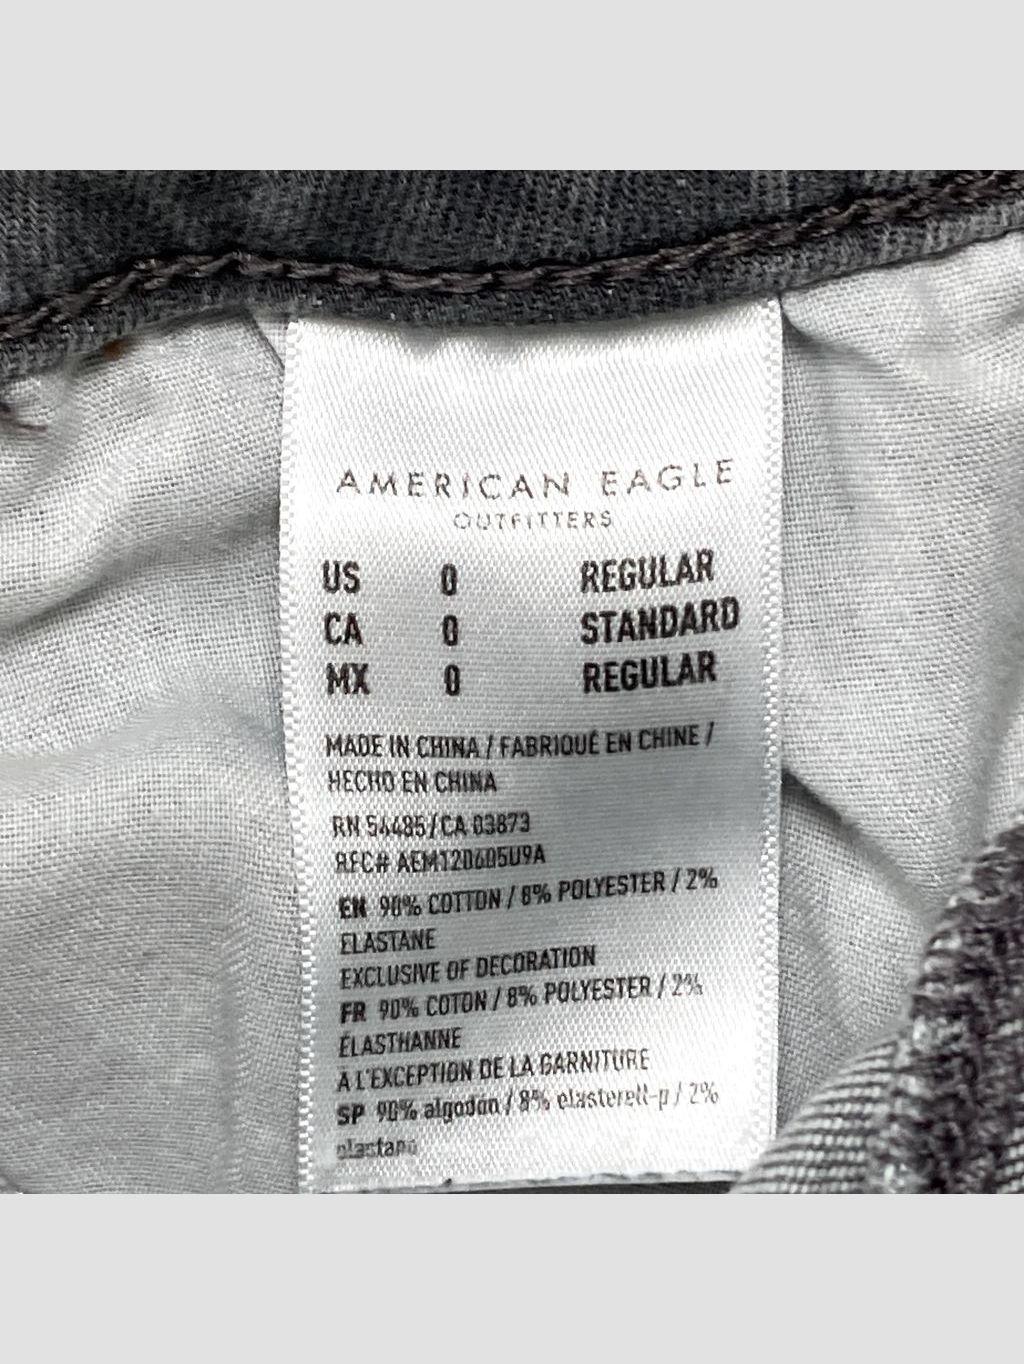 AMERICAN EAGLE
OUTFITTERS
US 0 REGULAR
CA 0 STANDARD
MX 0 REGULAR
MADE IN CHINA / FABRIQUÉ EN CHINE /
HECHO EN CHINA
RN 54485/CA 03873
RFC# AEM120605U9A
EN 90% COTTON / 8% POLYESTER / 2%
ELASTANE
EXCLUSIVE OF DECORATION
FR 90% COTON / 8% POLYESTER / 2%
ÉLASTHANNE
A L'EXCEPTION DE LA GARNITURE
SP 90% algodón / 8% elasterell-p / 2%
elastano